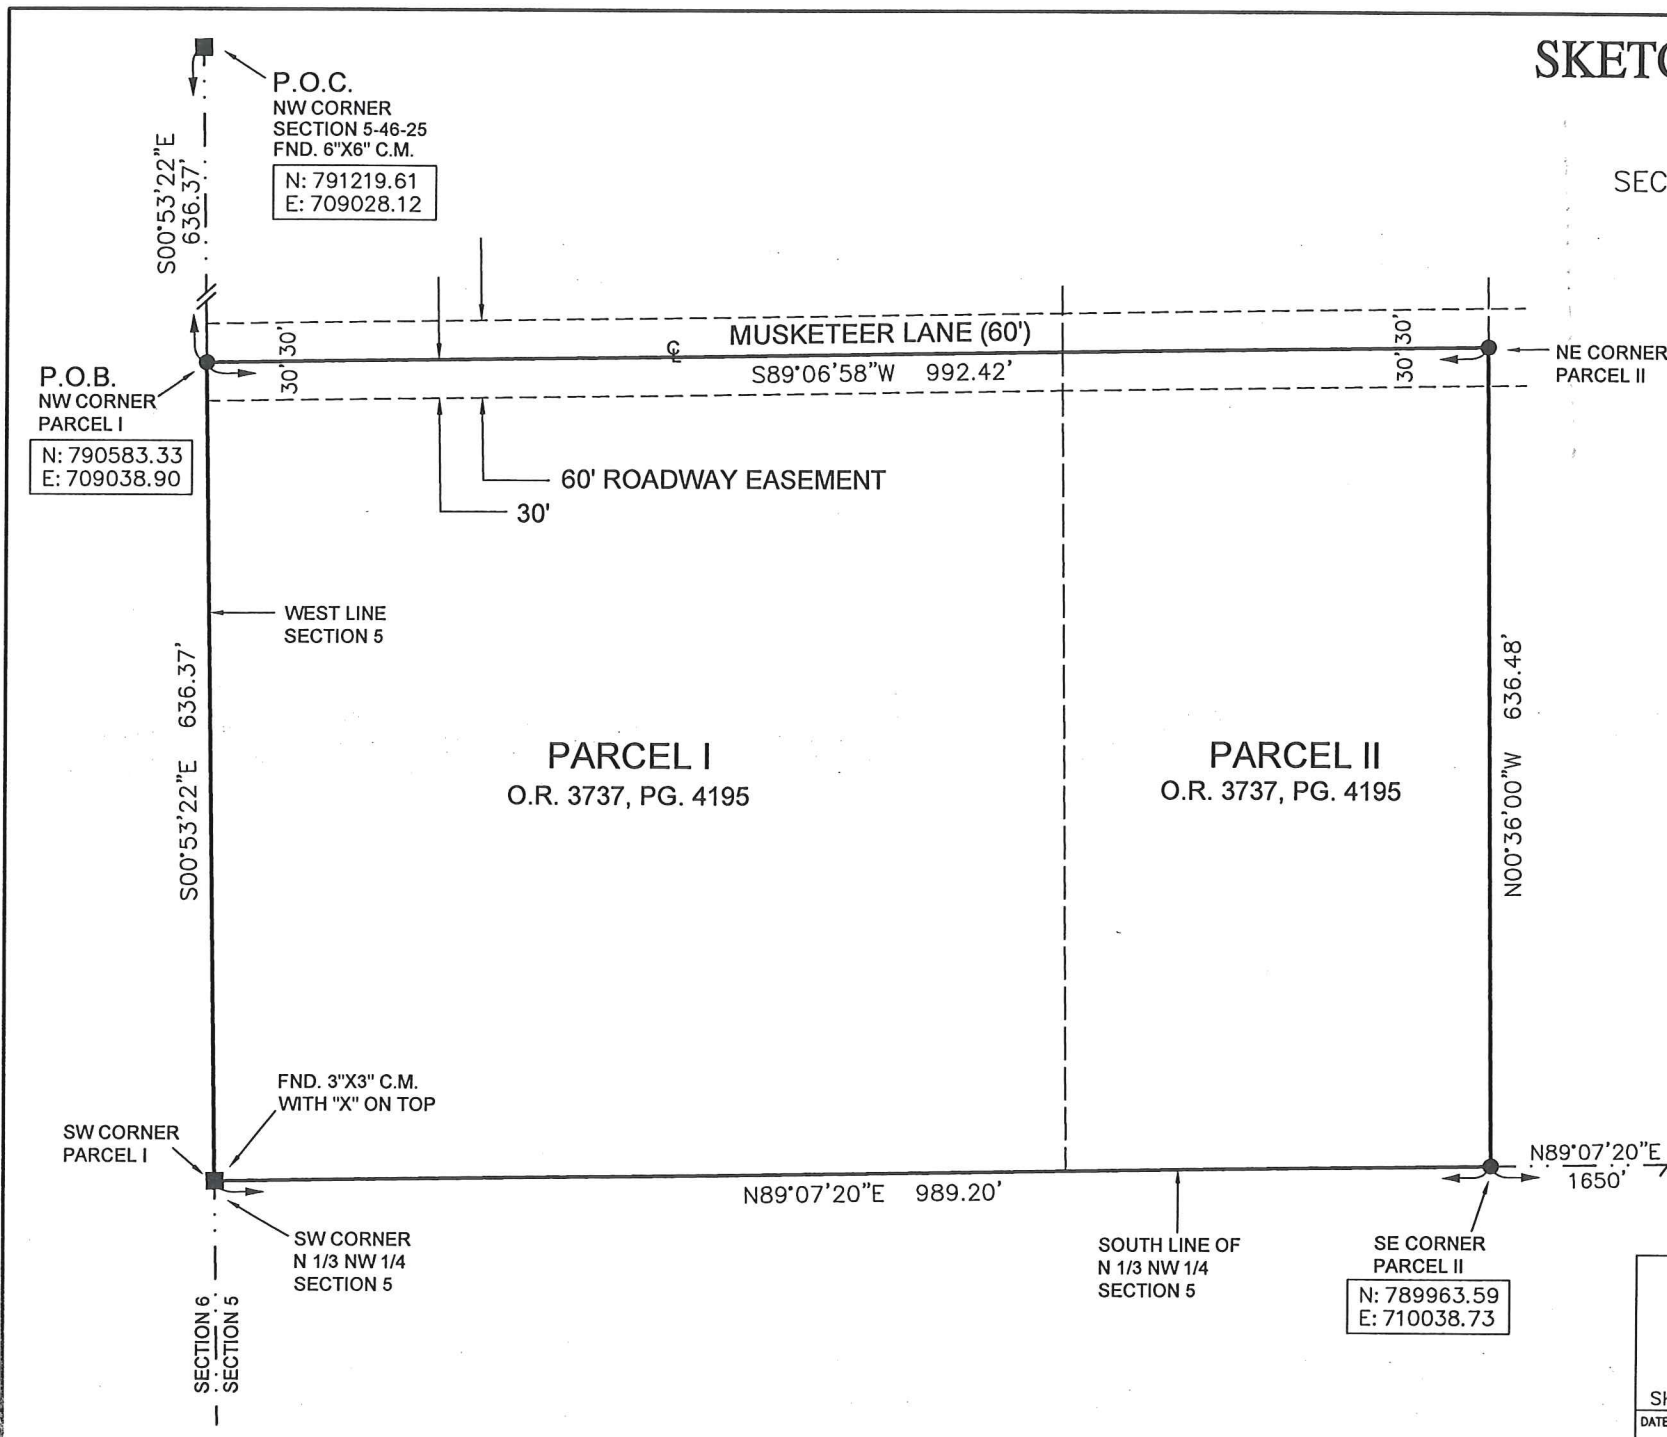 SKETC
P.O.C.
NW CORNER
SECTION 5-46-25
FND. 6"X6" C.M.
N: 791219.61
E: 709028.12
S00°53'22"E
636.37'
SEC
MUSKETEER LANE (60')
30'
30'
℄
30'
30'
S89°06'58"W 992.42'
NE CORNER
PARCEL II
P.O.B.
NW CORNER
PARCEL I
N: 790583.33
E: 709038.90
60' ROADWAY EASEMENT
30'
WEST LINE
SECTION 5
S00°53'22"E 636.37'
N00°36'00"W 636.48'
PARCEL I
O.R. 3737, PG. 4195
PARCEL II
O.R. 3737, PG. 4195
FND. 3"X3" C.M.
WITH "X" ON TOP
SW CORNER
PARCEL I
N89°07'20"E 989.20'
N89°07'20"E
1650'
SW CORNER
N 1/3 NW 1/4
SECTION 5
SOUTH LINE OF
N 1/3 NW 1/4
SECTION 5
SE CORNER
PARCEL II
N: 789963.59
E: 710038.73
SECTION 6
SECTION 5
DATE